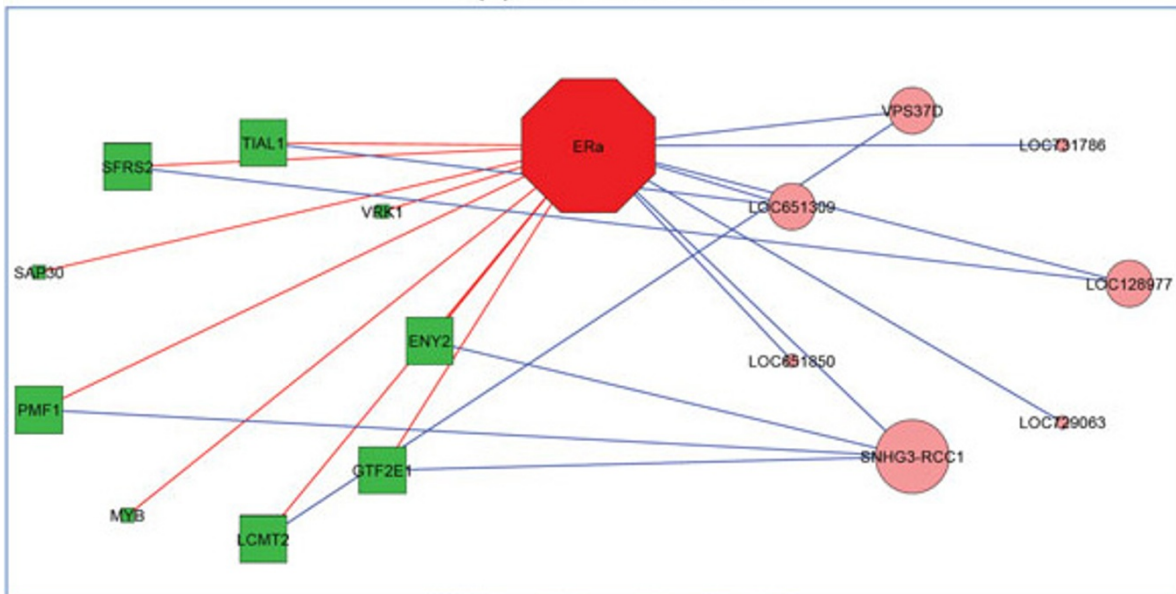 VPS37D
TIAL1
LOC731786
ERa
SFRS2
LOC651309
VRK1
SAP30
LOC128977
ENY2
LOC651850
PMF1
LOC729063
SNHG3-RCC1
GTF2E1
MYB
LCMT2